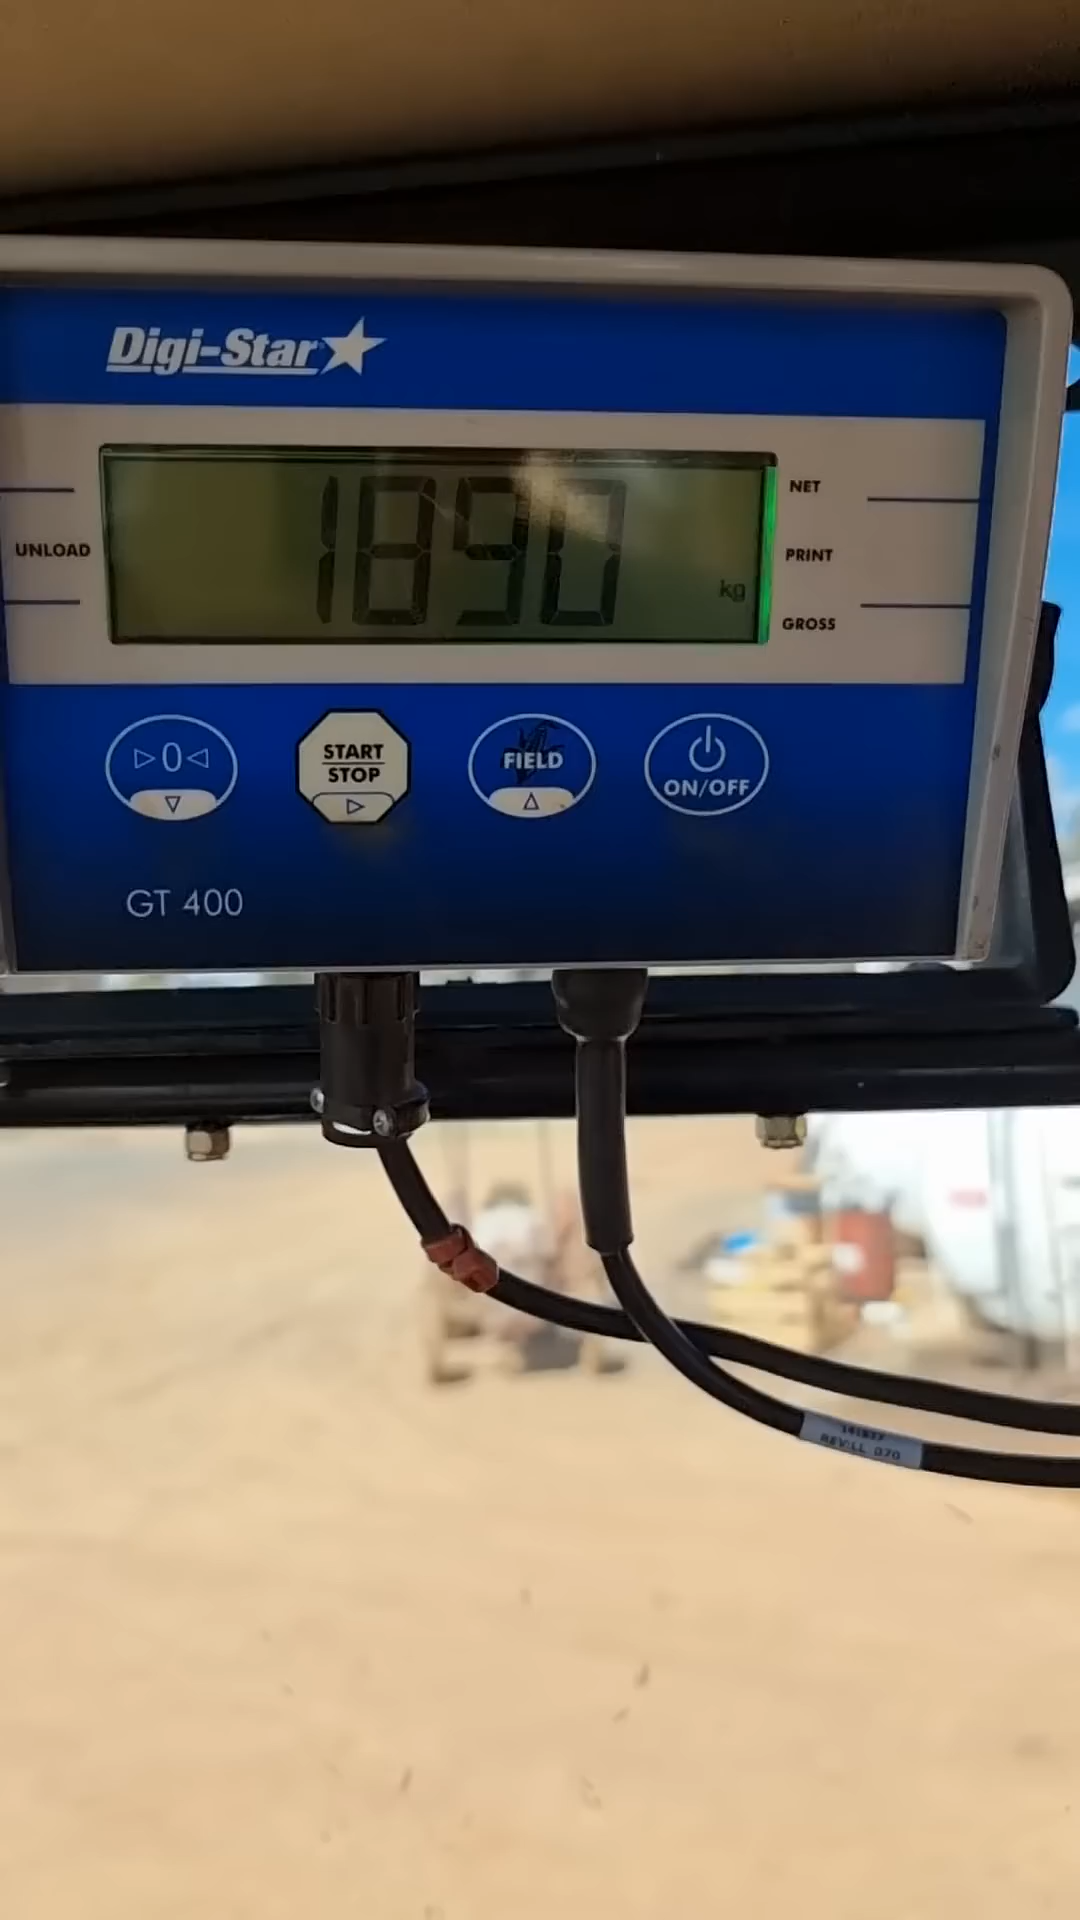 Digi-Star
1890
kg
NET
UNLOAD
PRINT
GROSS
0
START
STOP
FIELD
ON/OFF
GT 400